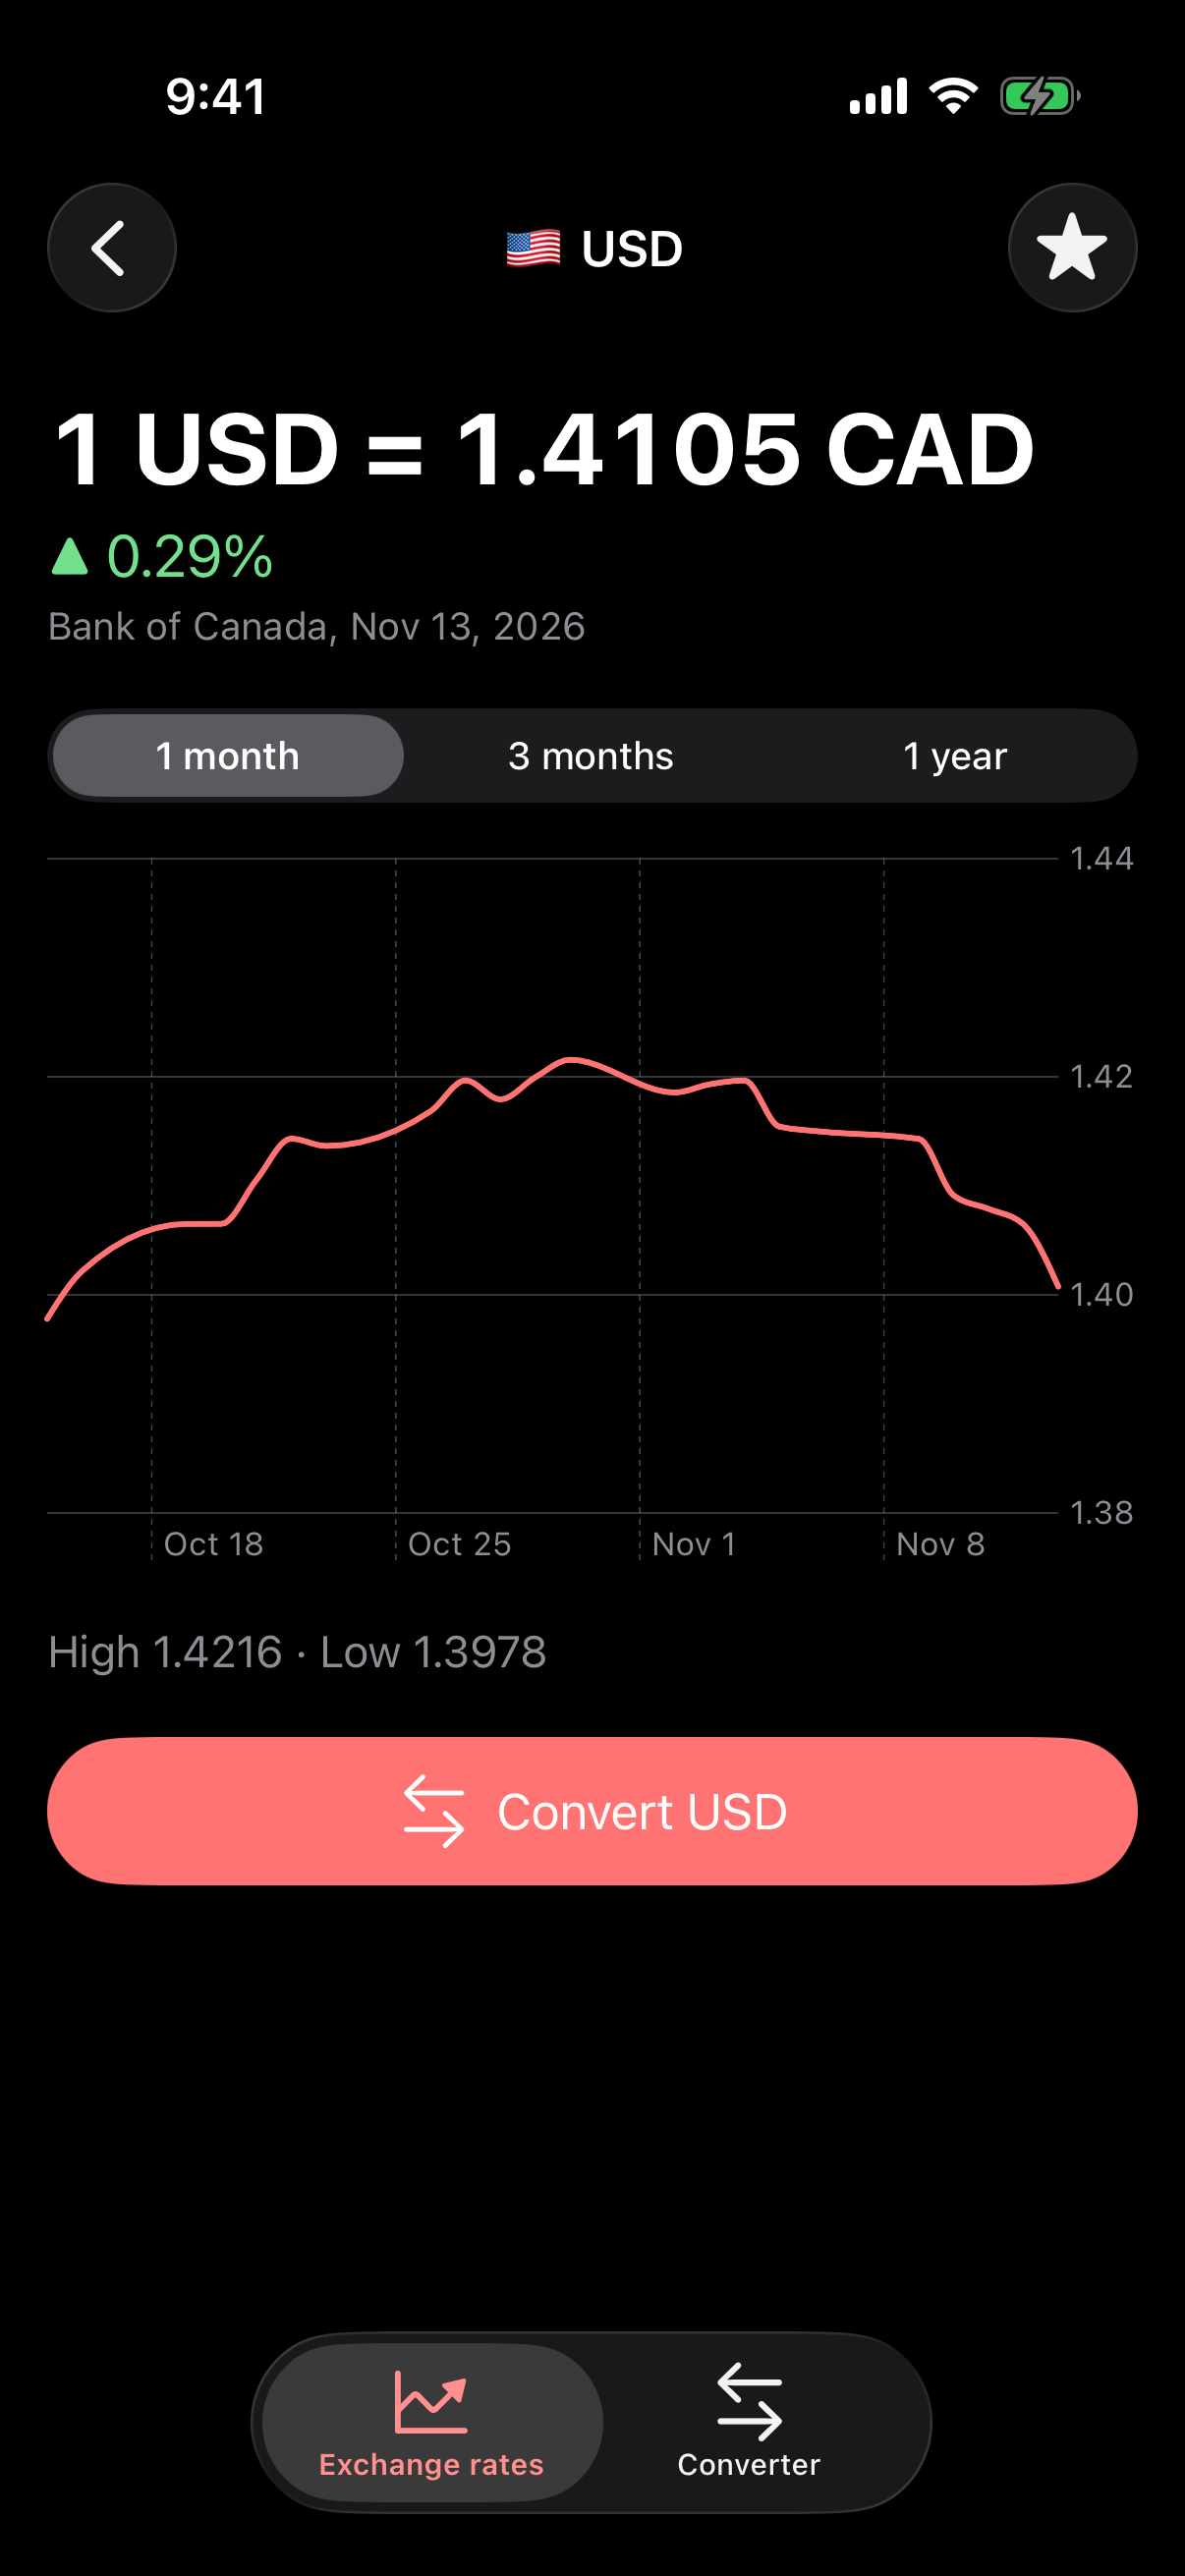 9:41
🇺🇸 USD
1 USD = 1.4105 CAD
▲ 0.29%
Bank of Canada, Nov 13, 2026
1 month 3 months 1 year
1.44
1.42
1.40
1.38
Oct 18 Oct 25 Nov 1 Nov 8
High 1.4216 · Low 1.3978
Convert USD
Exchange rates Converter